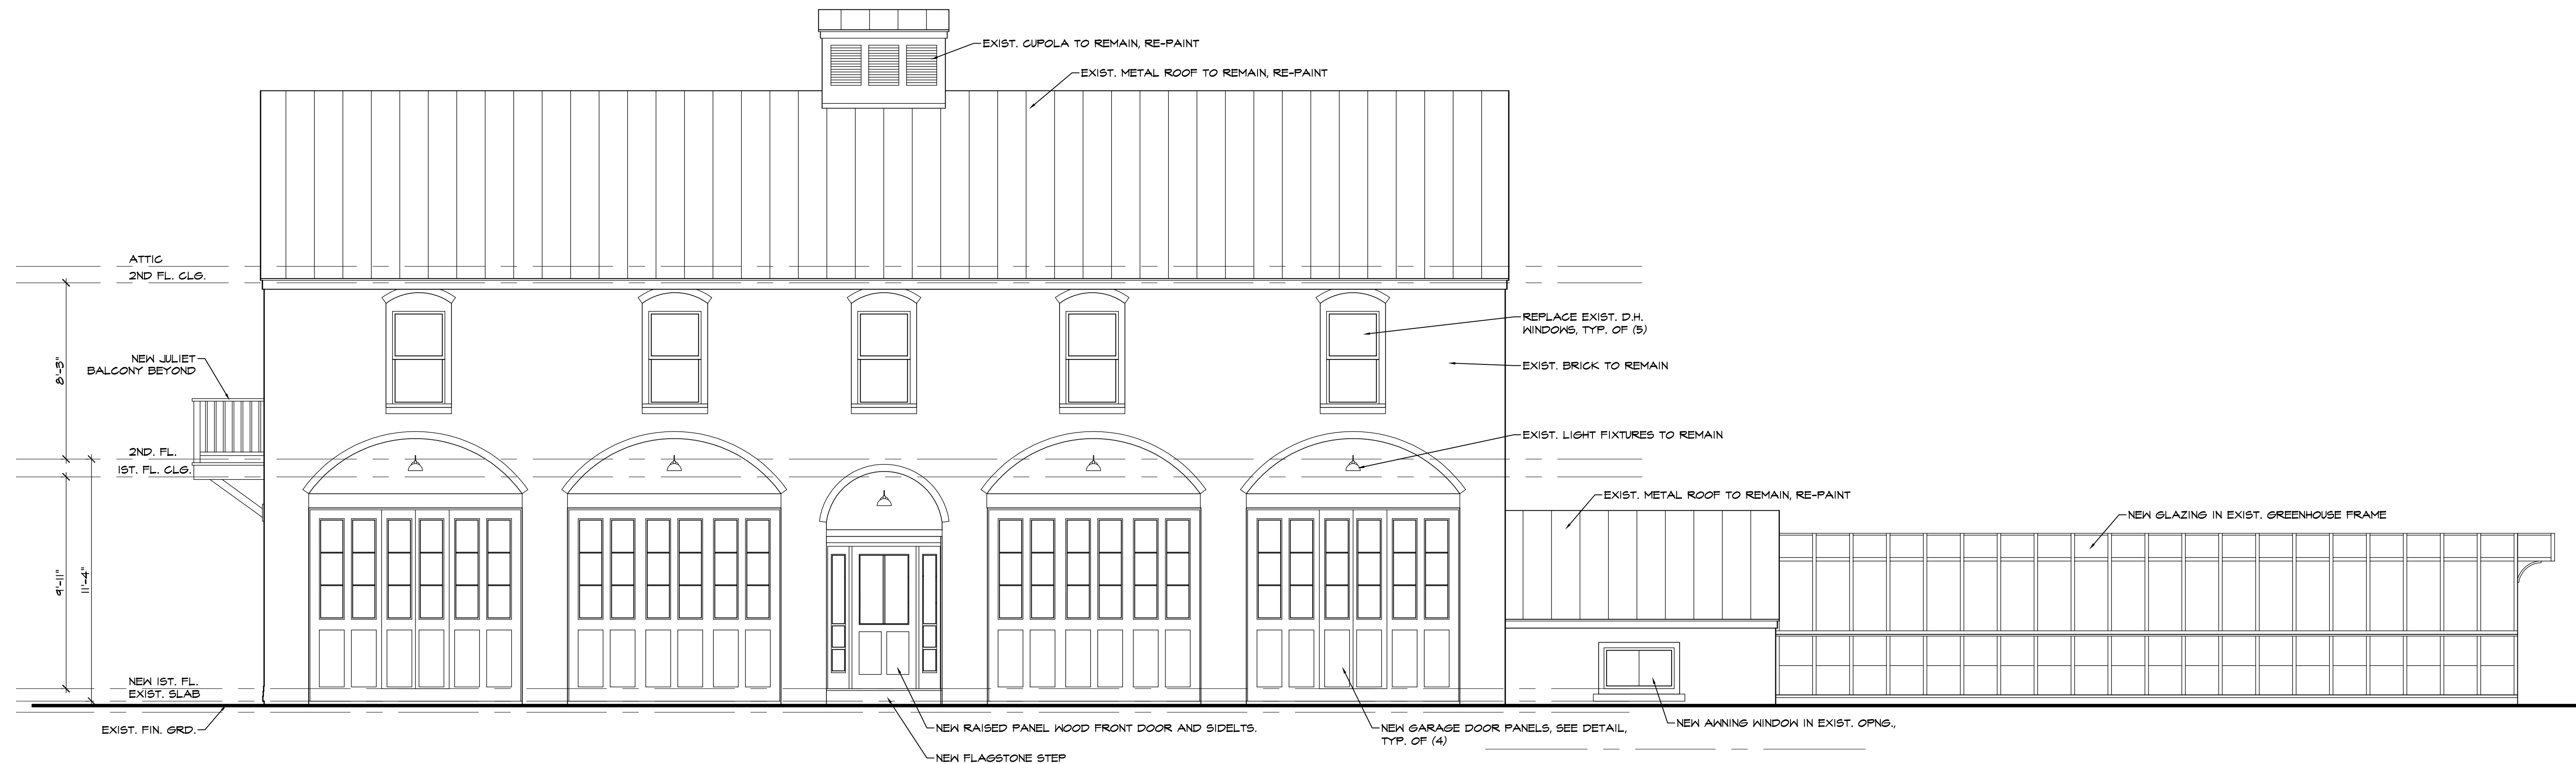 EXIST. CUPOLA TO REMAIN, RE-PAINT
EXIST. METAL ROOF TO REMAIN, RE-PAINT
ATTIC
2ND FL. CLG.
REPLACE EXIST. D.H.
WINDOWS, TYP. OF (5)
8'-3"
NEW JULIET
BALCONY BEYOND
EXIST. BRICK TO REMAIN
EXIST. LIGHT FIXTURES TO REMAIN
2ND. FL.
1ST. FL. CLG.
EXIST. METAL ROOF TO REMAIN, RE-PAINT
NEW GLAZING IN EXIST. GREENHOUSE FRAME
9'-11"
11'-4"
NEW 1ST. FL.
EXIST. SLAB
EXIST. FIN. GRD.
NEW RAISED PANEL WOOD FRONT DOOR AND SIDELTS.
NEW FLAGSTONE STEP
NEW GARAGE DOOR PANELS, SEE DETAIL,
TYP. OF (4)
NEW AWNING WINDOW IN EXIST. OPNG.,